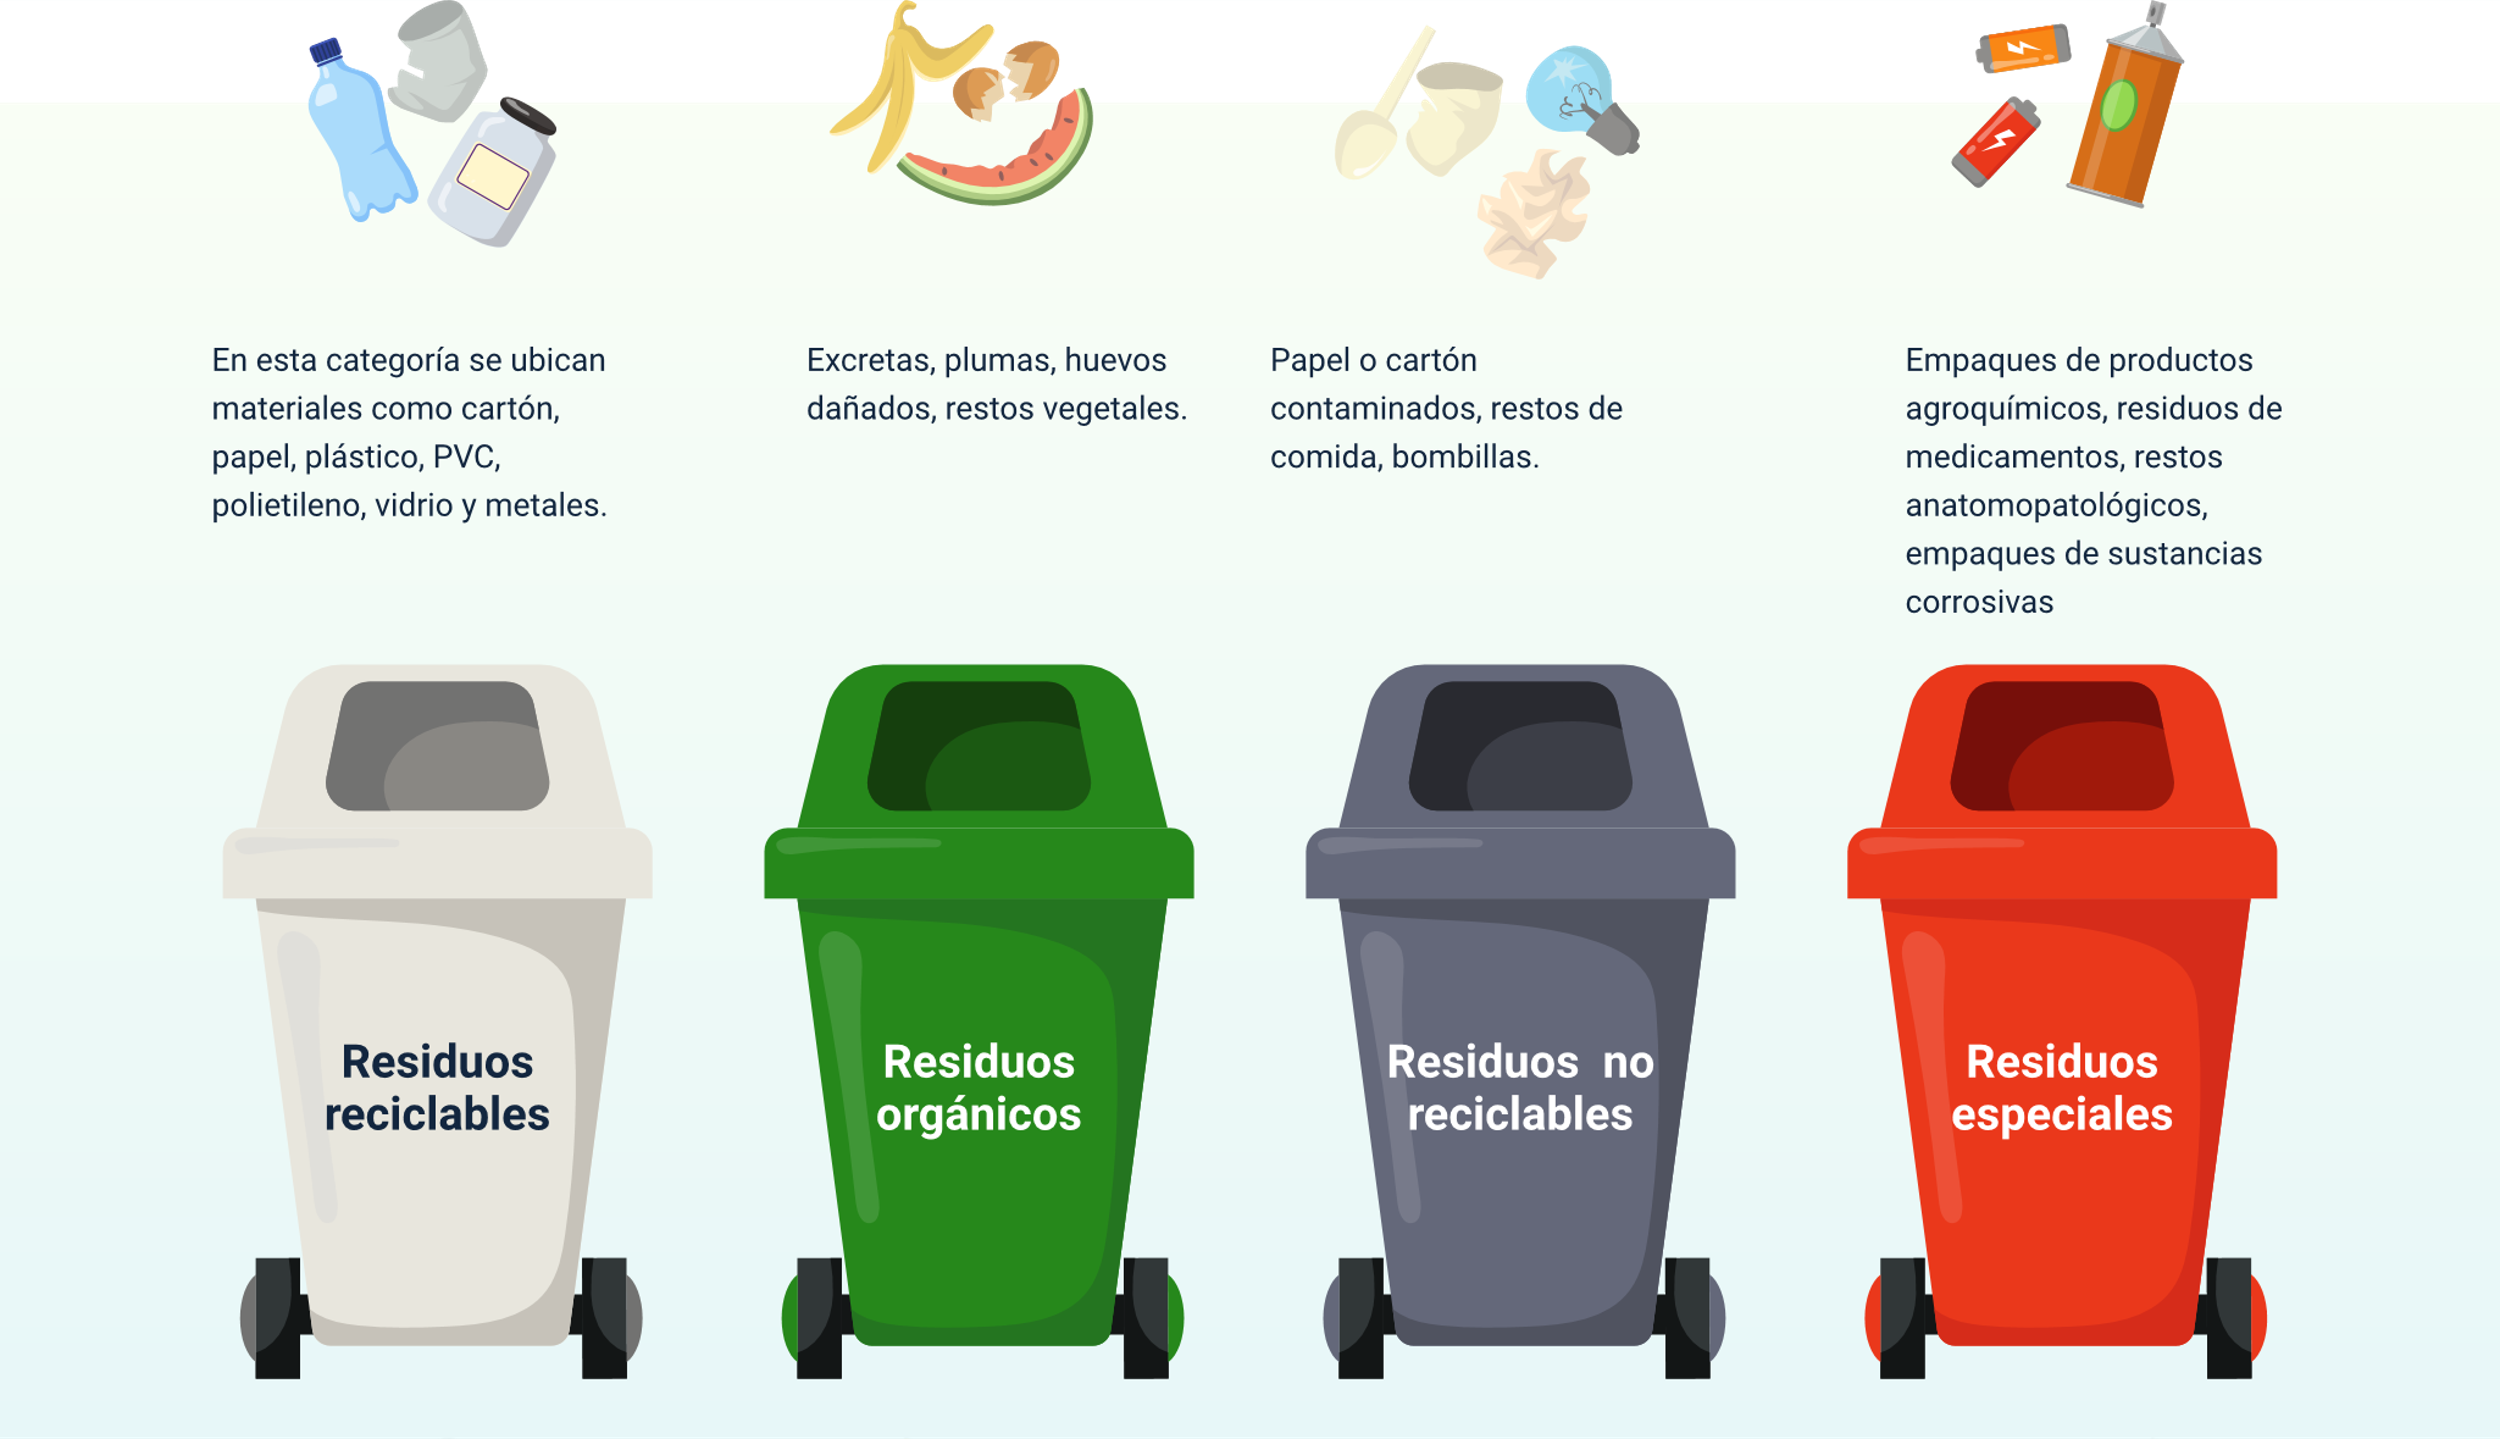 En esta categoría se ubican
materiales como cartón,
papel, plástico, PVC,
polietileno, vidrio y metales.
Excretas, plumas, huevos
dañados, restos vegetales.
Papel o cartón
contaminados, restos de
comida, bombillas.
Empaques de productos
agroquímicos, residuos de
medicamentos, restos
anatomopatológicos,
empaques de sustancias
corrosivas
Residuos
reciclables
Residuos
orgánicos
Residuos  no
reciclables
Residuos
especiales